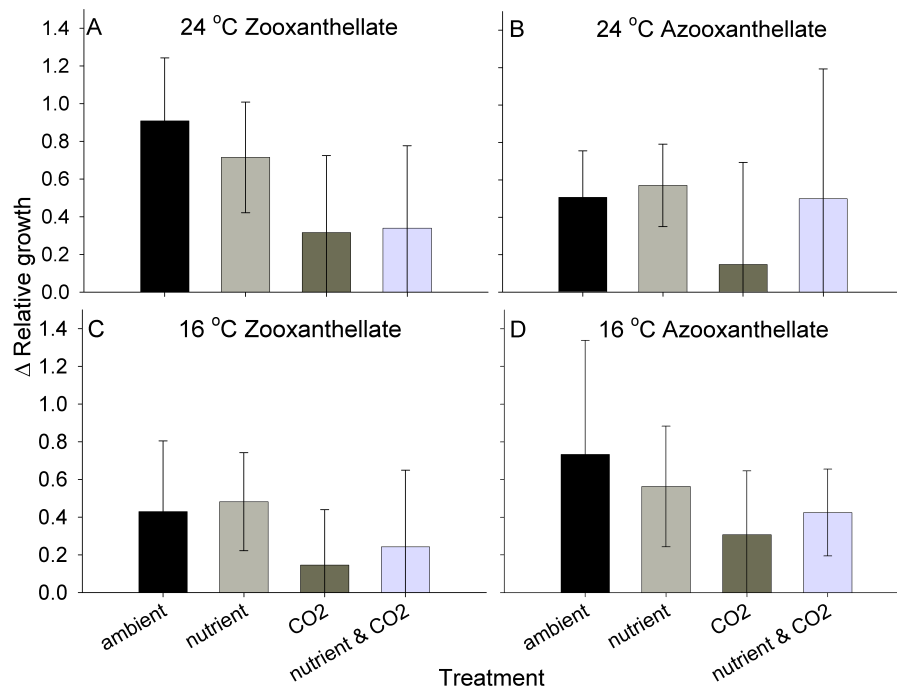 A
24 °C Zooxanthellate
B
24 °C Azooxanthellate
1.4
1.2
1.0
0.8
0.6
0.4
0.2
0.0
Δ Relative growth
C
16 °C Zooxanthellate
D
16 °C Azooxanthellate
1.4
1.2
1.0
0.8
0.6
0.4
0.2
0.0
ambient
nutrient
CO2
nutrient & CO2
ambient
nutrient
CO2
nutrient & CO2
Treatment